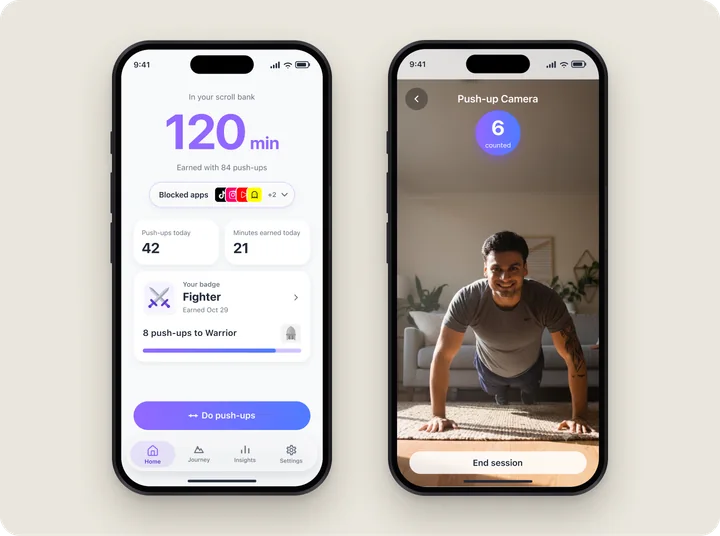 9:41
In your scroll bank
120 min
Earned with 84 push-ups
Blocked apps +2
Push-ups today
42
Minutes earned today
21
Your badge
Fighter
Earned Oct 29
8 push-ups to Warrior
Do push-ups
Home
Journey
Insights
Settings
9:41
Push-up Camera
6
counted
End session